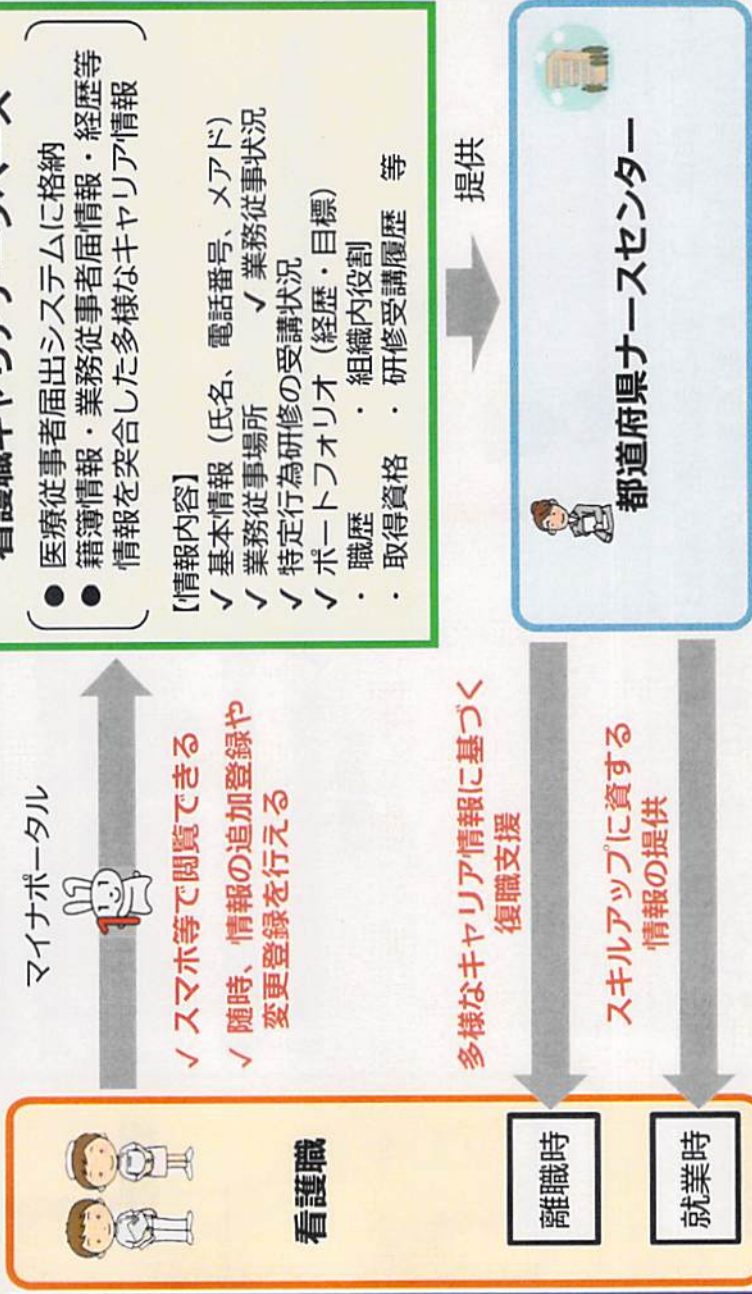 看護職
離職時
就業時
マイナポータル
✓ スマホ等で閲覧できる
✓ 随時、情報の追加登録や
変更登録を行える
多様なキャリア情報に基づく
復職支援
スキルアップに資する
情報の提供
● 医療従事者届出システムに格納
● 籍簿情報・業務従事者届情報・経歴等
情報を突合した多様なキャリア情報
【情報内容】
✓ 基本情報（氏名、電話番号、メアド）
✓ 業務従事場所 ✓ 業務従事状況
✓ 特定行為研修の受講状況
✓ ポートフォリオ（経歴・目標）
・ 職歴 ・ 組織内役割
・ 取得資格 ・ 研修受講履歴 等
提供
都道府県ナースセンター